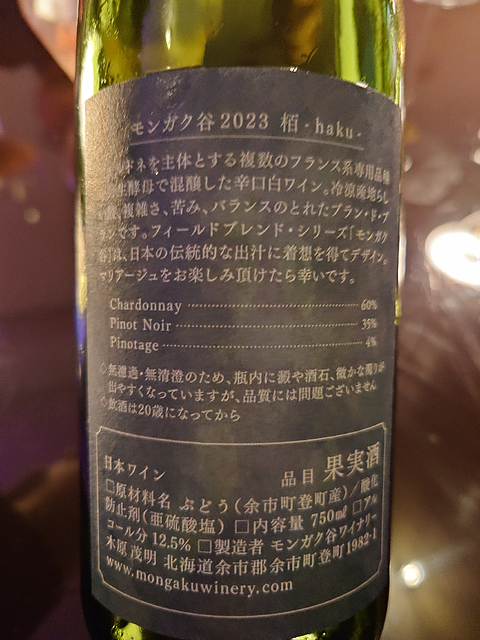 モンガク谷2023 栢 -haku-
ドネを主体とする複数のフランス系専用品種
生酵母で混醸した辛口白ワイン。冷涼産地らし
酸、複雑さ、苦み、バランスのとれたブラン・ド・ブ
ランです。フィールドブレンド・シリーズ「モンガク
谷」は、日本の伝統的な出汁に着想を得てデザイン。
マリアージュをお楽しみ頂けたら幸いです。
Chardonnay 60%
Pinot Noir 35%
Pinotage 4%
◇無濾過・無清澄のため、瓶内に澱や酒石、微かな濁りが
出やすくなっていますが、品質には問題ございません
◇飲酒は20歳になってから
日本ワイン 品目 果実酒
□原材料名 ぶどう(余市町登町産)/酸化
防止剤(亜硫酸塩) □内容量 750ml □アル
コール分 12.5% □製造者 モンガク谷ワイナリー
木原茂明 北海道余市郡余市町登町1982-1
www.mongakuwinery.com